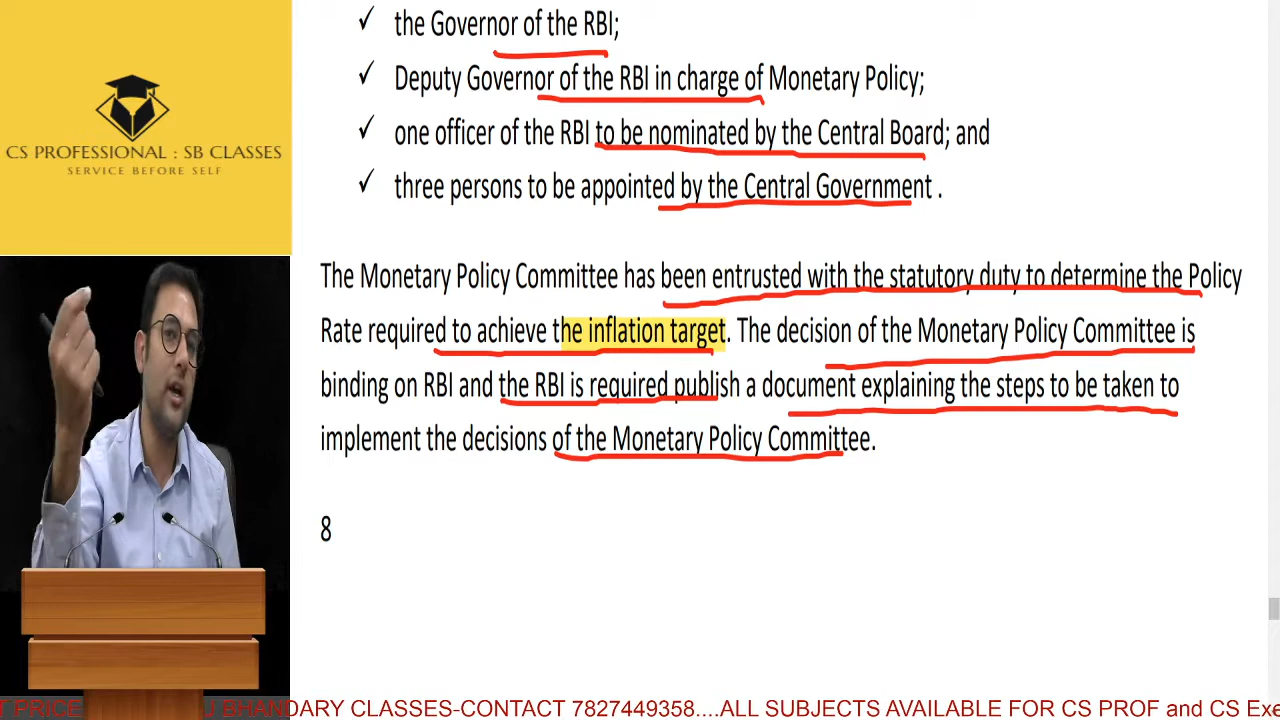 ✓ the Governor of the RBI;
✓ Deputy Governor of the RBI in charge of Monetary Policy;
✓ one officer of the RBI to be nominated by the Central Board; and
✓ three persons to be appointed by the Central Government .
CS PROFESSIONAL : SB CLASSES
SERVICE BEFORE SELF
The Monetary Policy Committee has been entrusted with the statutory duty to determine the Policy
Rate required to achieve the inflation target. The decision of the Monetary Policy Committee is
binding on RBI and the RBI is required publish a document explaining the steps to be taken to
implement the decisions of the Monetary Policy Committee.
8
T PRICE J BHANDARY CLASSES-CONTACT 7827449358....ALL SUBJECTS AVAILABLE FOR CS PROF and CS Exe